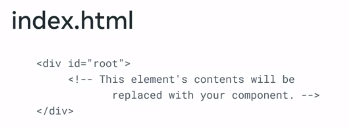 index.html
<div id="root">
<!-- This element's contents will be
replaced with your component. -->
</div>